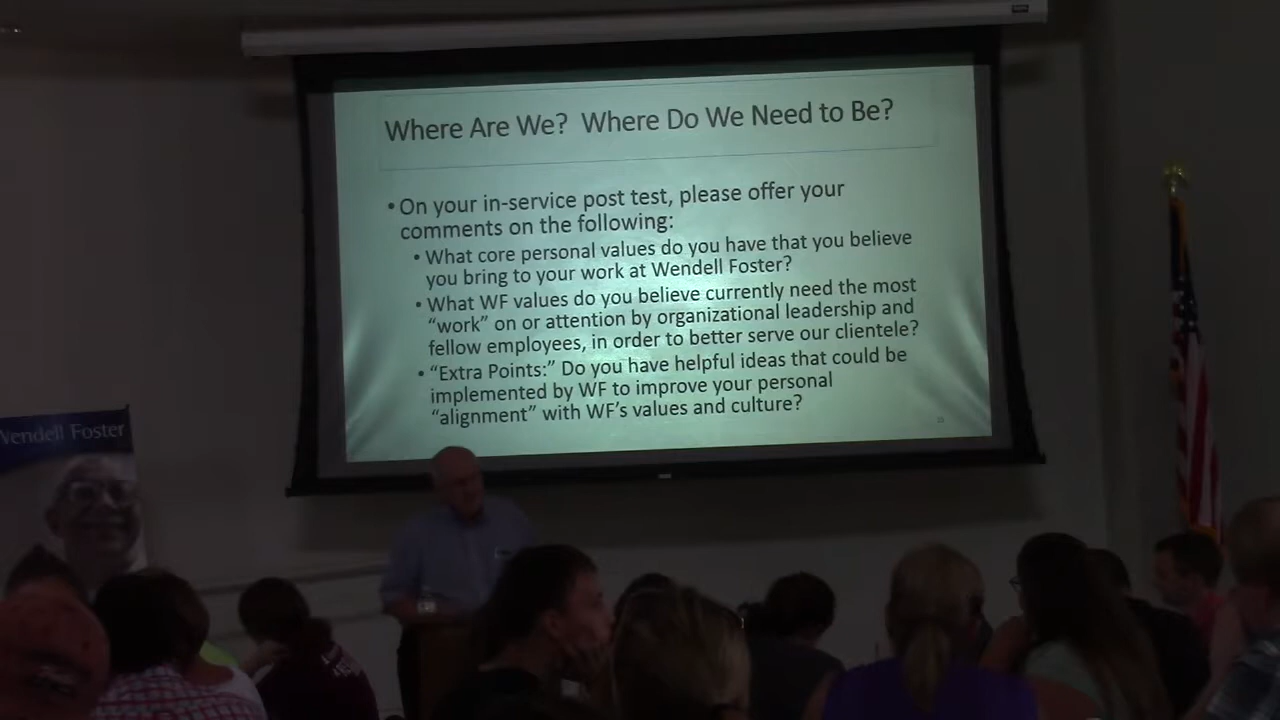 Where Are We?  Where Do We Need to Be?
• On your in-service post test, please offer your
comments on the following:
• What core personal values do you have that you believe
you bring to your work at Wendell Foster?
• What WF values do you believe currently need the most
“work” on or attention by organizational leadership and
fellow employees, in order to better serve our clientele?
• “Extra Points:” Do you have helpful ideas that could be
implemented by WF to improve your personal
“alignment” with WF’s values and culture?
Wendell Foster